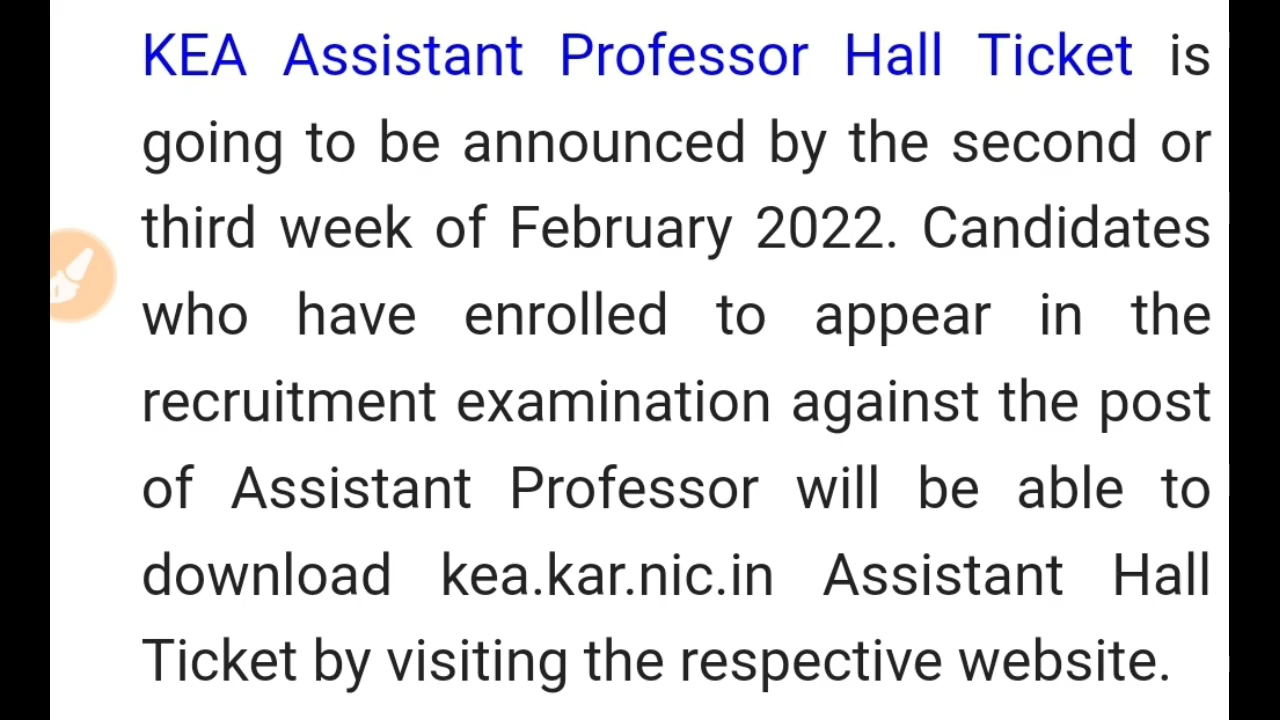 KEA Assistant Professor Hall Ticket is
going to be announced by the second or
third week of February 2022. Candidates
who have enrolled to appear in the
recruitment examination against the post
of Assistant Professor will be able to
download kea.kar.nic.in Assistant Hall
Ticket by visiting the respective website.